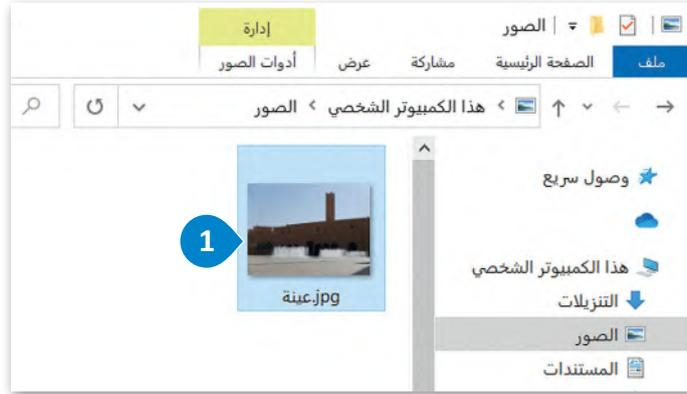 الصور
إدارة
ملف
الصفحة الرئيسية
مشاركة
عرض
أدوات الصور
هذا الكمبيوتر الشخصي > الصور
وصول سريع
هذا الكمبيوتر الشخصي
التنزيلات
الصور
المستندات
1
عينة.jpg